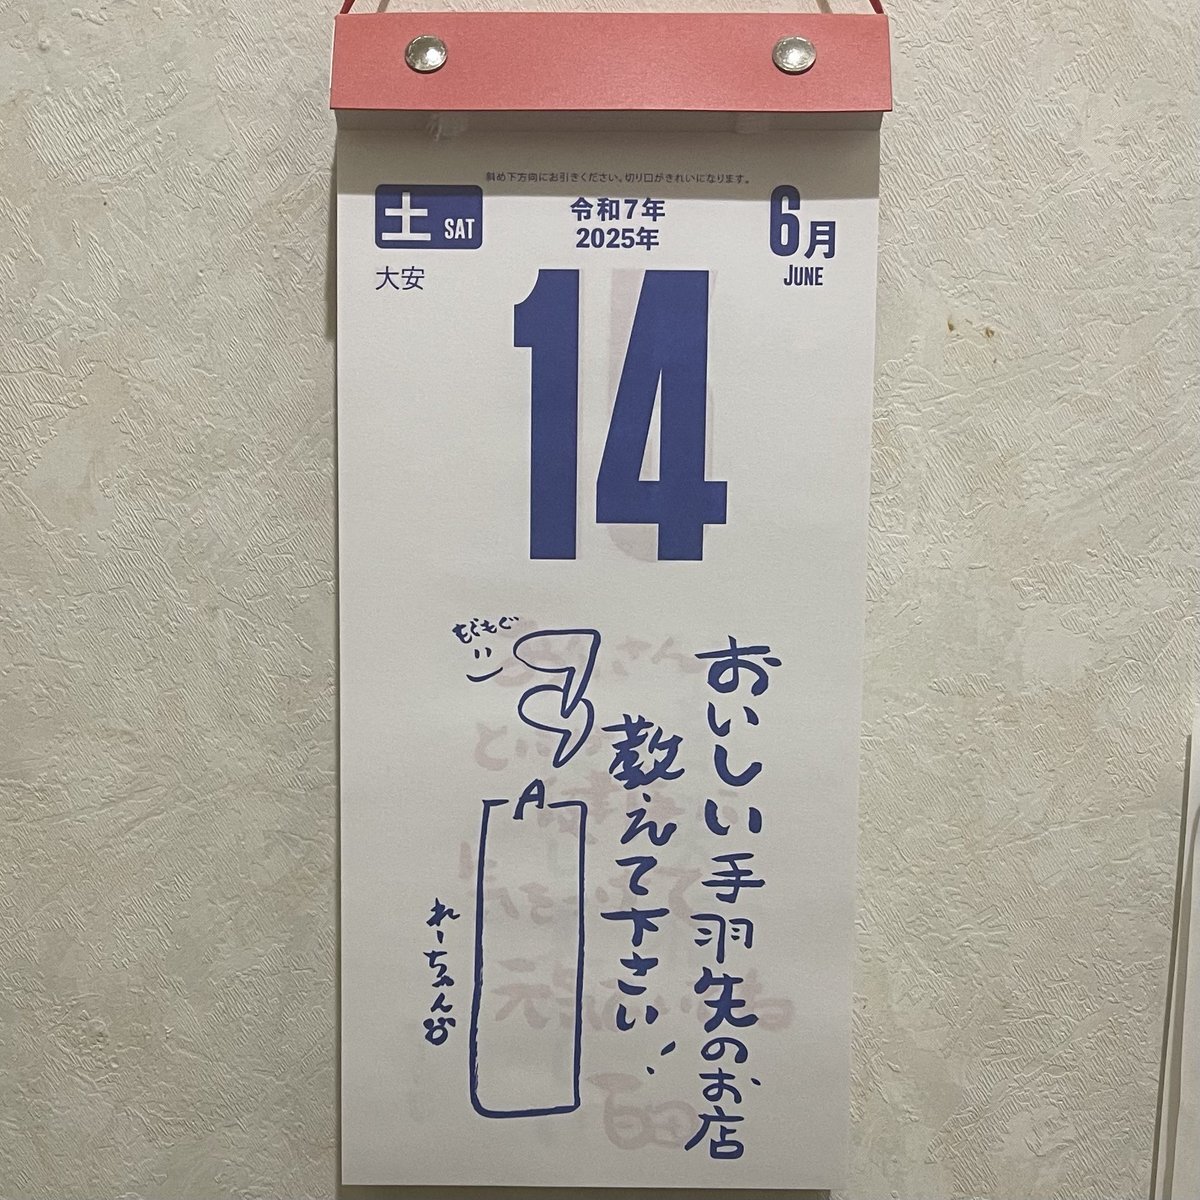 斜め下方向にお引きください。切り口がきれいになります。
土 SAT
令和7年
2025年
6月
JUNE
大安
14
おいしい手羽先のお店
教えて下さい!
もぐもぐ
A
れーちゃん